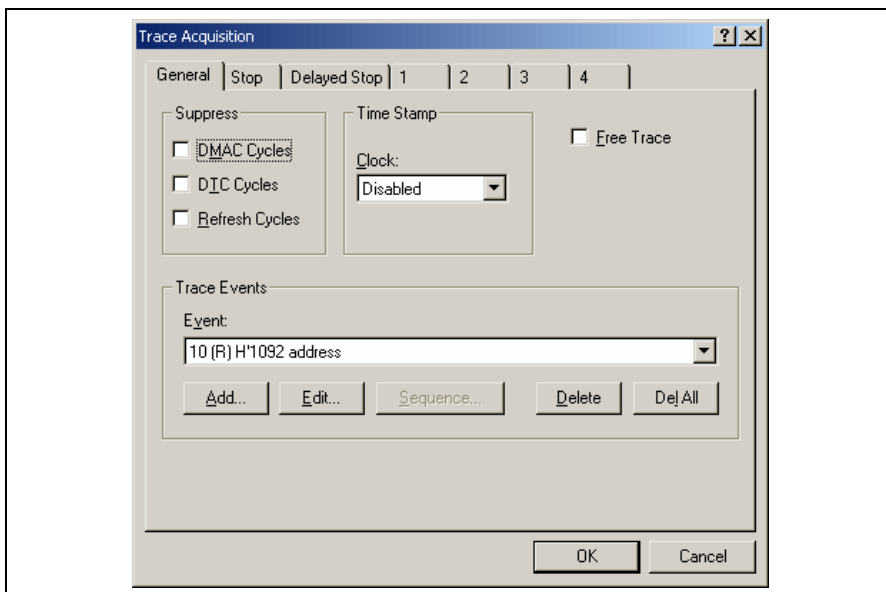 Trace Acquisition
General Stop Delayed Stop 1 2 3 4
Suppress
DMAC Cycles
DTC Cycles
Refresh Cycles
Time Stamp
Clock:
Disabled
Free Trace
Trace Events
Event:
10 (R) H'1092 address
Add... Edit... Sequence... Delete Del All
OK Cancel